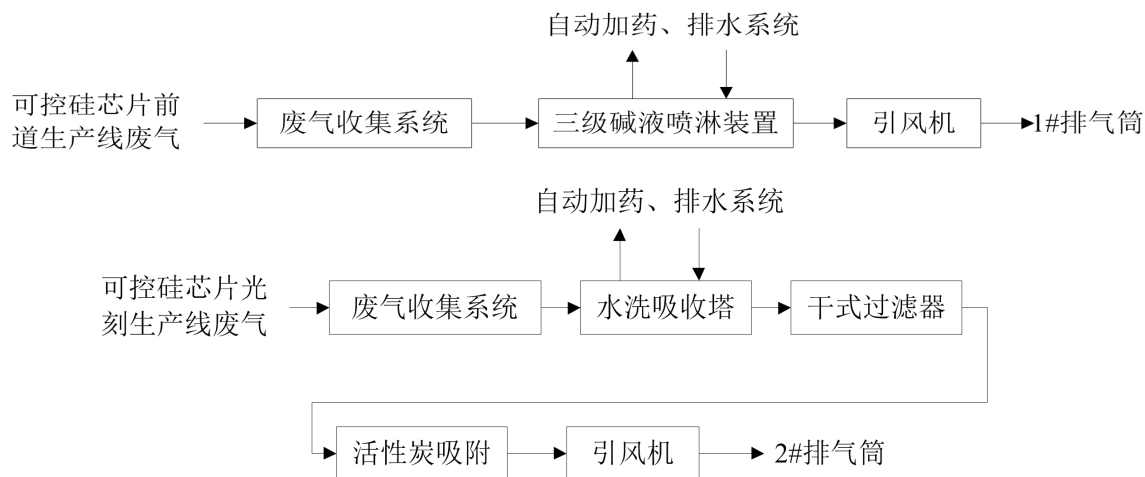 自动加药、排水系统
可控硅芯片前
道生产线废气
废气收集系统
三级碱液喷淋装置
引风机
1#排气筒
自动加药、排水系统
可控硅芯片光
刻生产线废气
废气收集系统
水洗吸收塔
干式过滤器
活性炭吸附
引风机
2#排气筒